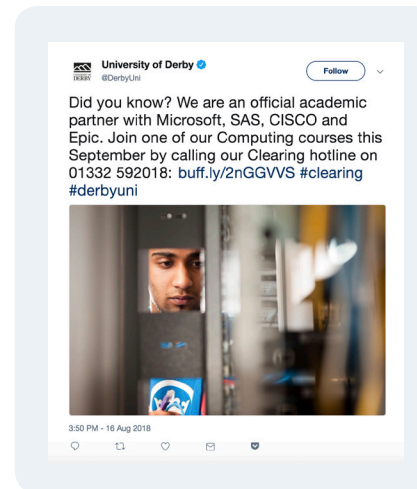 University of Derby
DERBY
@DerbyUni
Follow
Did you know? We are an official academic
partner with Microsoft, SAS, CISCO and
Epic. Join one of our Computing courses this
September by calling our Clearing hotline on
01332 592018: buff.ly/2nGGVVS #clearing
#derbyuni
3:50 PM - 16 Aug 2018